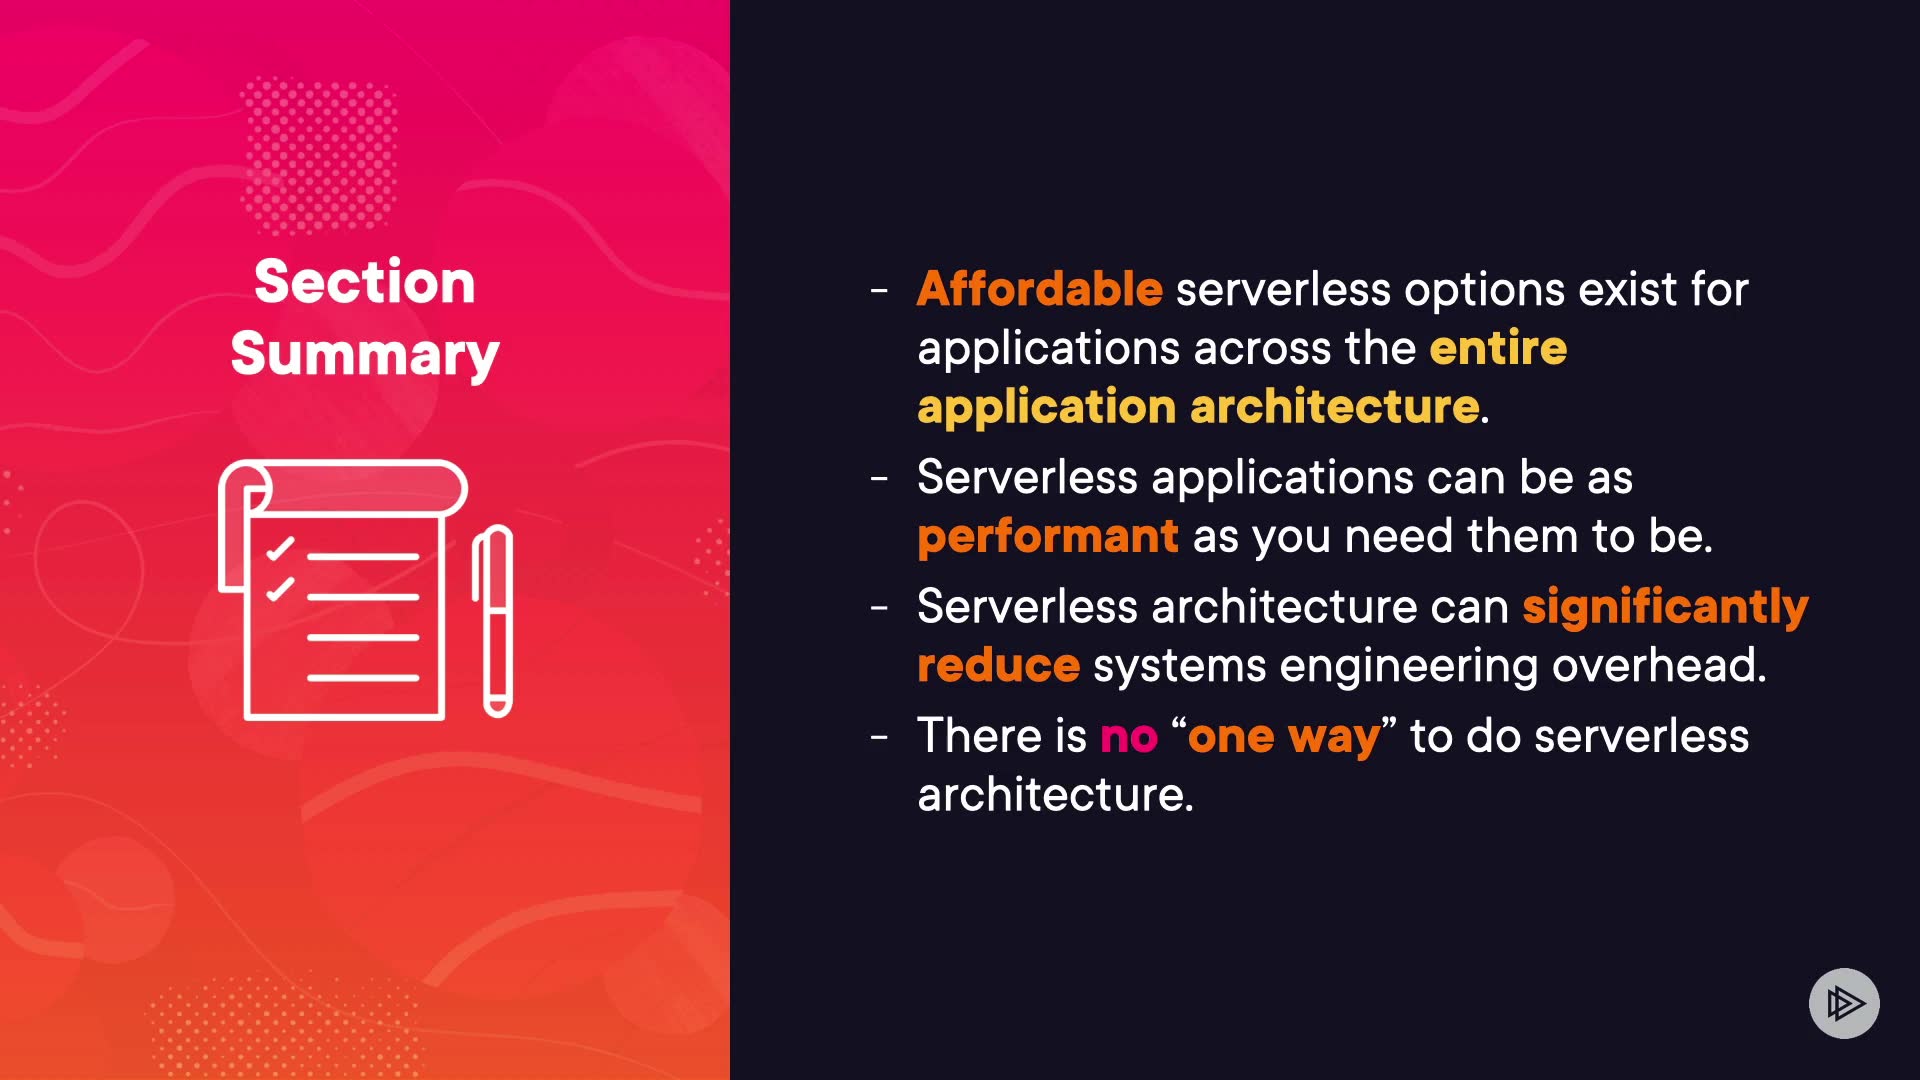 Section
Summary
- Affordable serverless options exist for
applications across the entire
application architecture.
- Serverless applications can be as
performant as you need them to be.
- Serverless architecture can significantly
reduce systems engineering overhead.
- There is no “one way” to do serverless
architecture.